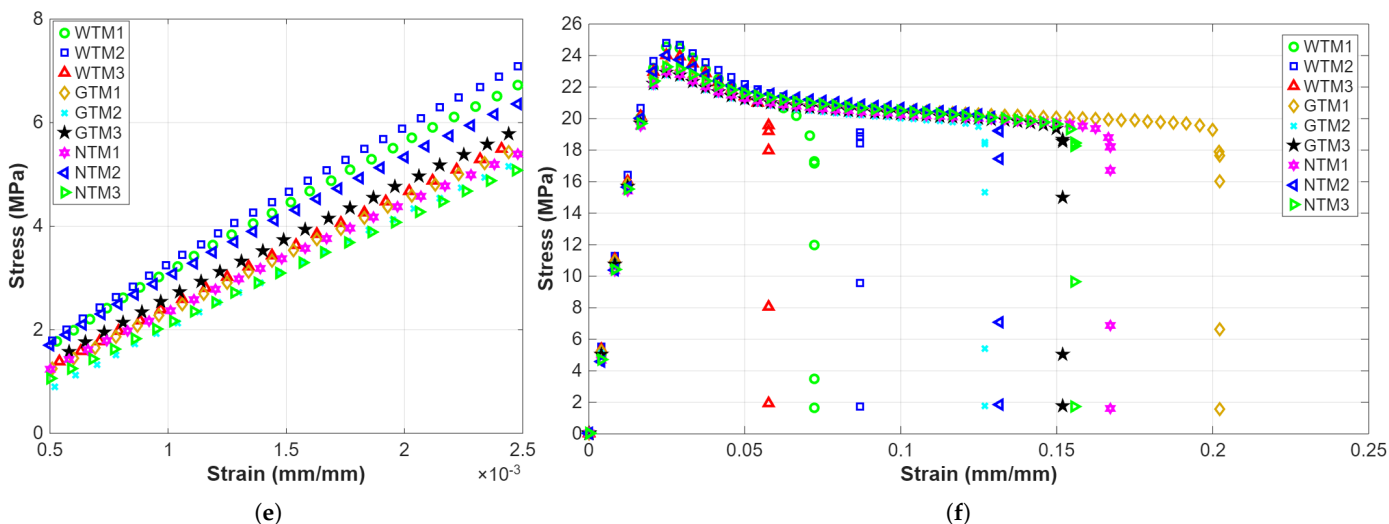 8
6
4
2
0
Stress (MPa)
0.5
1
1.5
2
2.5
Strain (mm/mm)
×10⁻³
WTM1
WTM2
WTM3
GTM1
GTM2
GTM3
NTM1
NTM2
NTM3
(e)
26
24
22
20
18
16
14
12
10
8
6
4
2
0
Stress (MPa)
0
0.05
0.1
0.15
0.2
0.25
Strain (mm/mm)
WTM1
WTM2
WTM3
GTM1
GTM2
GTM3
NTM1
NTM2
NTM3
(f)